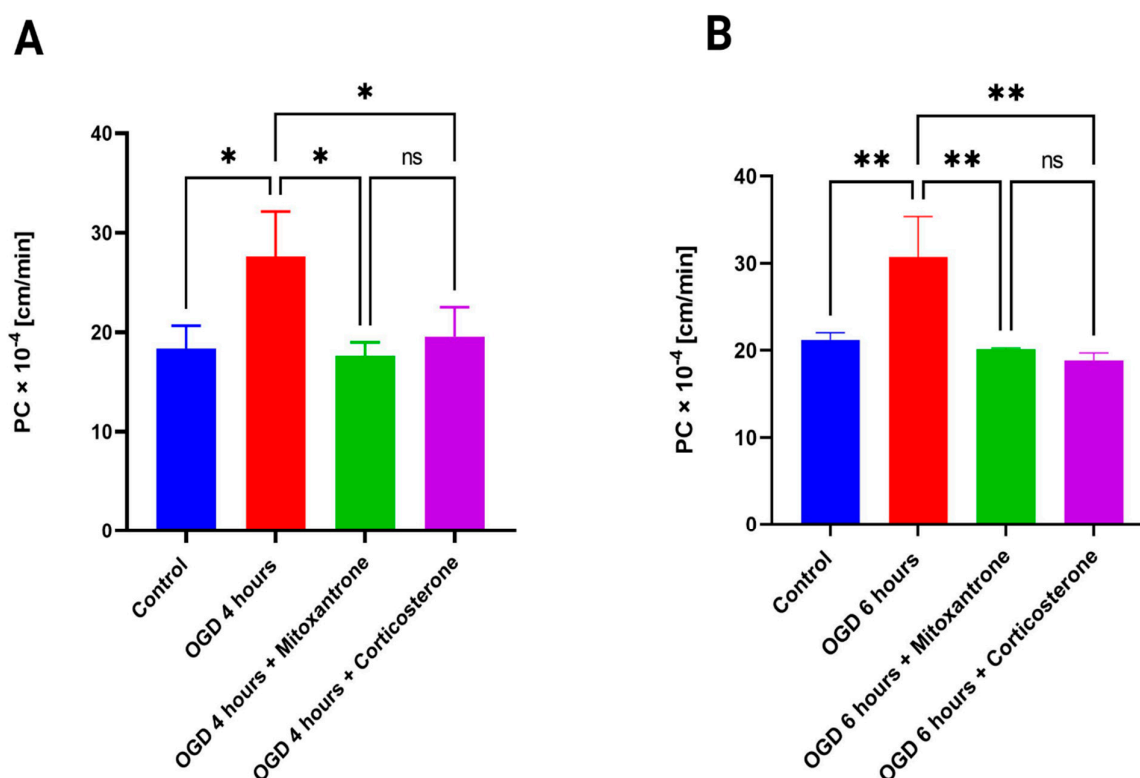 A
PC × 10⁻⁴ [cm/min]
40
30
20
10
0
*
*
*
ns
Control
OGD 4 hours
OGD 4 hours + Mitoxantrone
OGD 4 hours + Corticosterone
B
PC × 10⁻⁴ [cm/min]
40
30
20
10
0
**
**
**
ns
Control
OGD 6 hours
OGD 6 hours + Mitoxantrone
OGD 6 hours + Corticosterone